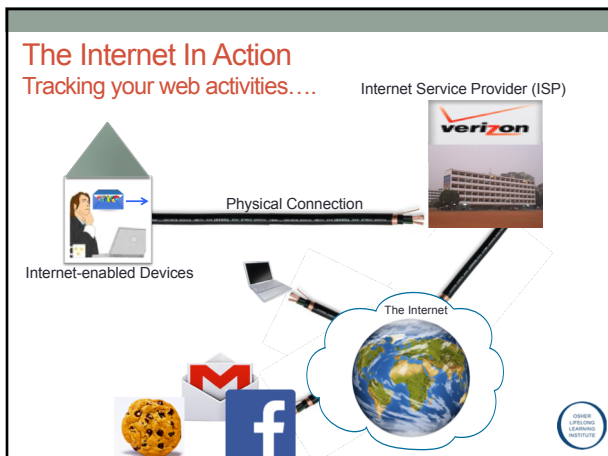 The Internet In Action
Tracking your web activities….
Internet Service Provider (ISP)
verizon
Physical Connection
Internet-enabled Devices
The Internet
OSHER
LIFELONG
LEARNING
INSTITUTE